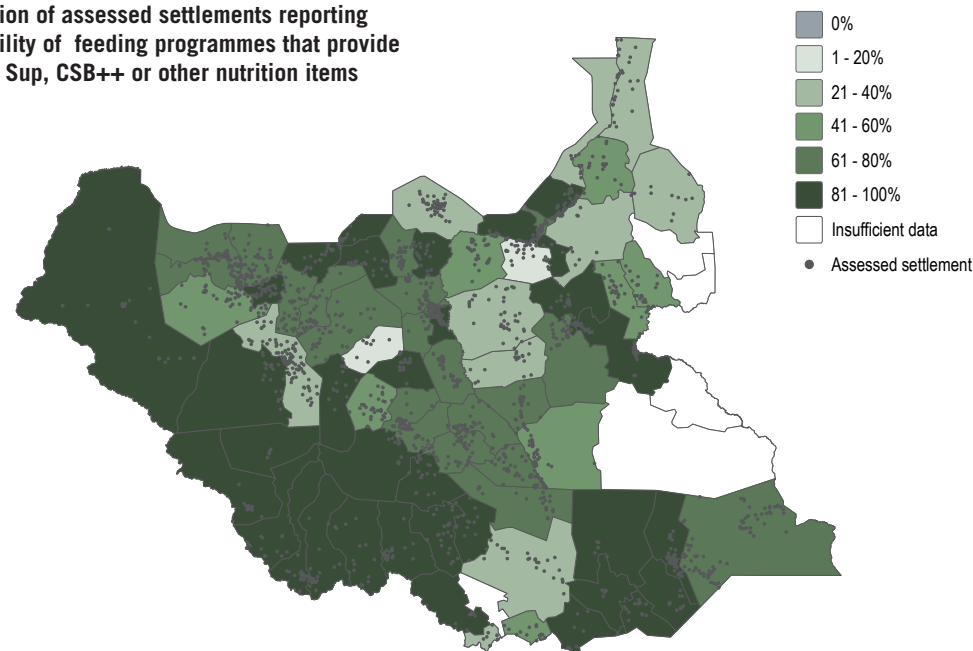 ion of assessed settlements reporting
ility of feeding programmes that provide
Sup, CSB++ or other nutrition items
0%
1 - 20%
21 - 40%
41 - 60%
61 - 80%
81 - 100%
Insufficient data
Assessed settlement